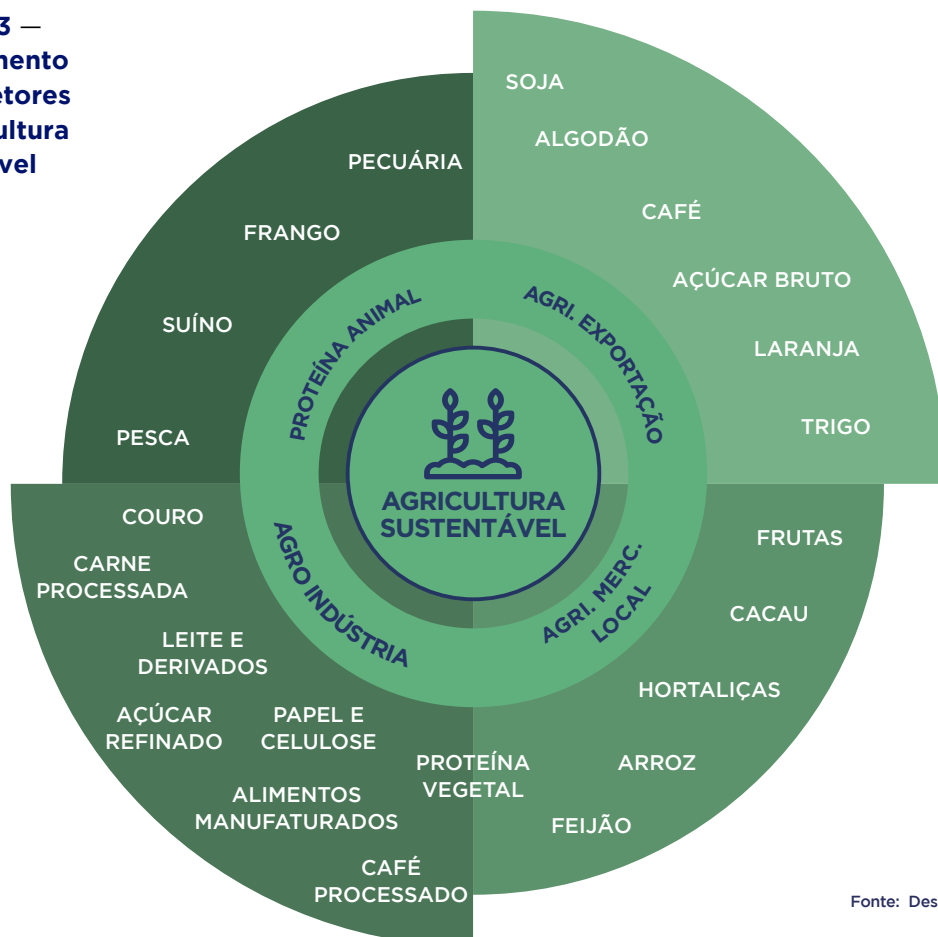 3 —
PECUÁRIA
FRANGO
SUÍNO
PESCA
PROTEÍNA ANIMAL
SOJA
ALGODÃO
CAFÉ
AÇÚCAR BRUTO
LARANJA
TRIGO
AGRI. EXPORTAÇÃO
AGRICULTURA
SUSTENTÁVEL
COURO
CARNE
PROCESSADA
LEITE E
DERIVADOS
AÇÚCAR
REFINADO
PAPEL E
CELULOSE
ALIMENTOS
MANUFATURADOS
CAFÉ
PROCESSADO
AGRO INDÚSTRIA
AGRI. MERC.
LOCAL
FRUTAS
CACAU
HORTALIÇAS
ARROZ
FEIJÃO
PROTEÍNA
VEGETAL
Fonte: